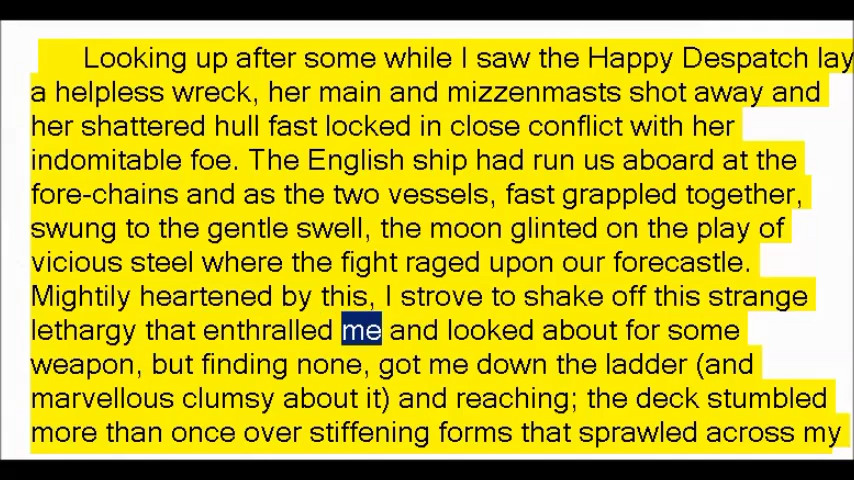 Looking up after some while I saw the Happy Despatch lay
a helpless wreck, her main and mizzenmasts shot away and
her shattered hull fast locked in close conflict with her
indomitable foe. The English ship had run us aboard at the
fore-chains and as the two vessels, fast grappled together,
swung to the gentle swell, the moon glinted on the play of
vicious steel where the fight raged upon our forecastle.
Mightily heartened by this, I strove to shake off this strange
lethargy that enthralled me and looked about for some
weapon, but finding none, got me down the ladder (and
marvellous clumsy about it) and reaching; the deck stumbled
more than once over stiffening forms that sprawled across my